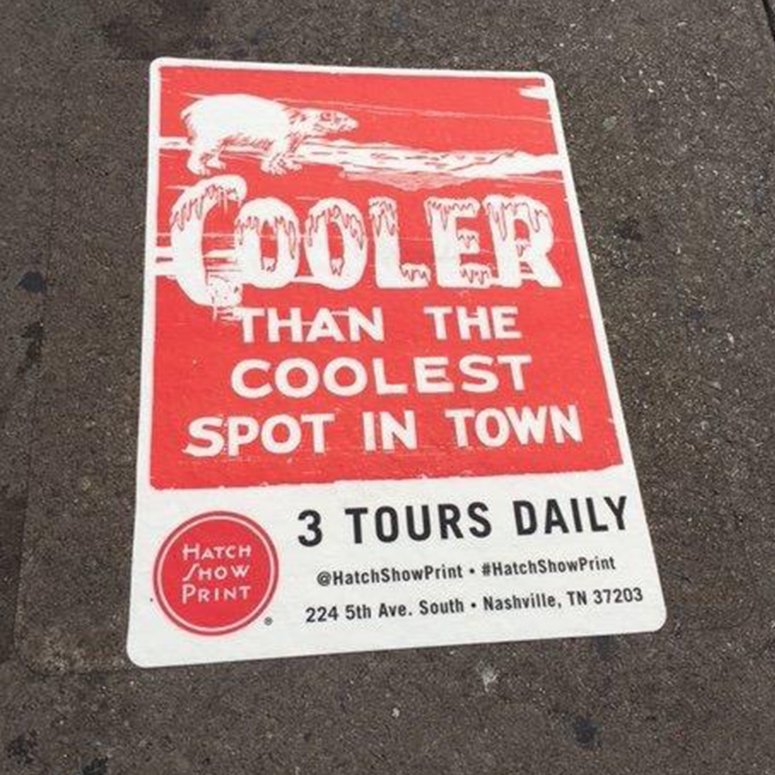 COOLER
THAN THE
COOLEST
SPOT IN TOWN
3 TOURS DAILY
HATCH
SHOW
PRINT
®
@HatchShowPrint • #HatchShowPrint
224 5th Ave. South • Nashville, TN 37203